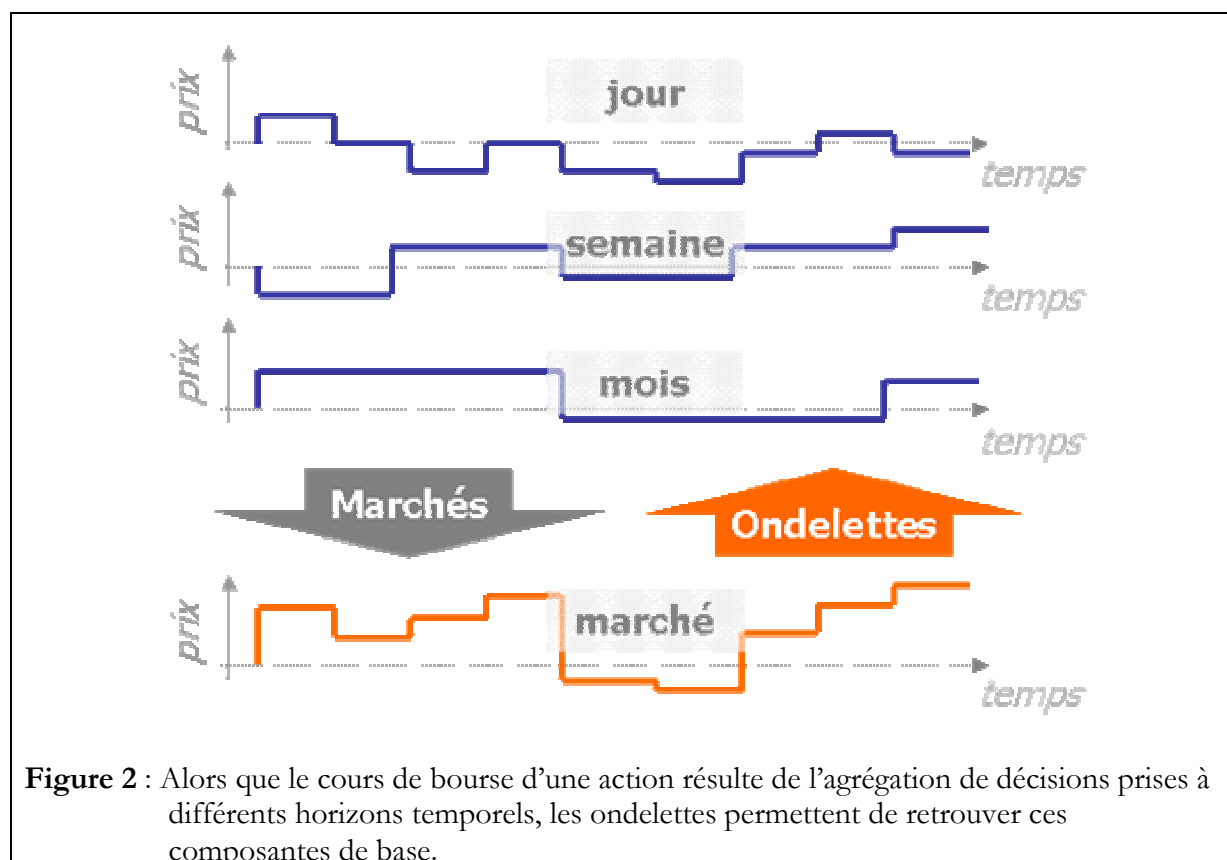 prix
jour
temps
prix
semaine
temps
prix
mois
temps
Marchés
Ondelettes
prix
marché
temps
Figure 2 : Alors que le cours de bourse d’une action résulte de l’agrégation de décisions prises à
différents horizons temporels, les ondelettes permettent de retrouver ces
composantes de base.